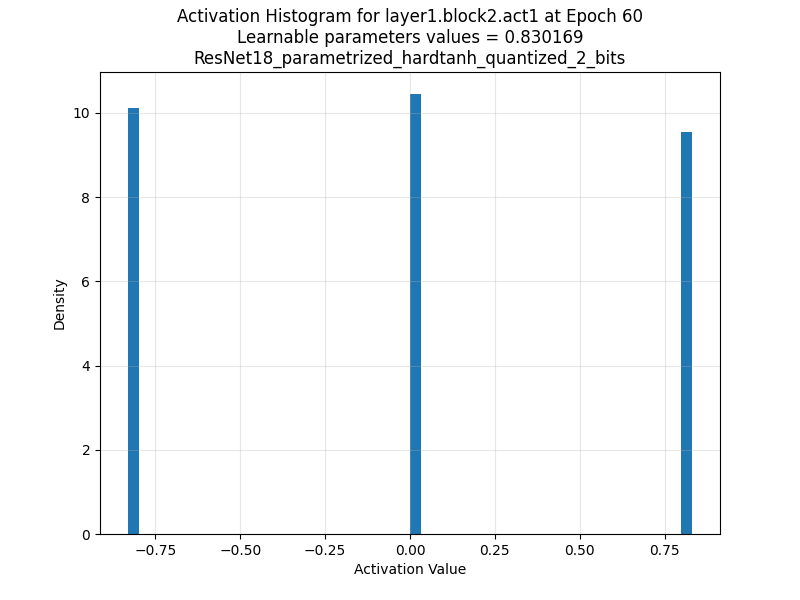 Activation Histogram for layer1.block2.act1 at Epoch 60
Learnable parameters values = 0.830169
ResNet18_parametrized_hardtanh_quantized_2_bits
10
8
6
4
2
0
Density
−0.75 −0.50 −0.25 0.00 0.25 0.50 0.75
Activation Value